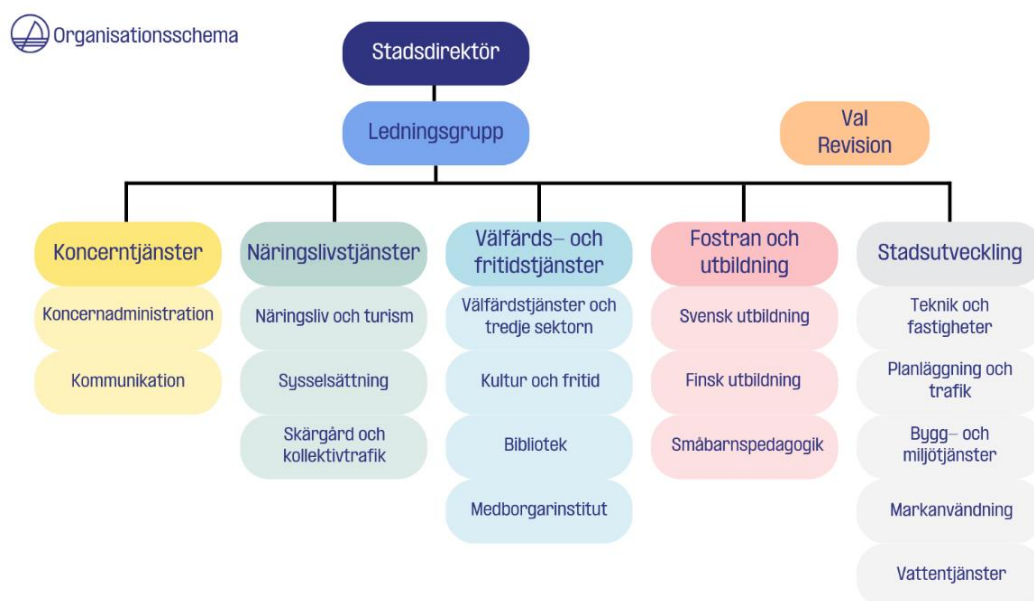 Organisationsschema
Stadsdirektör
Ledningsgrupp
Val
Revision
Koncerntjänster
Koncernadministration
Kommunikation
Näringslivstjänster
Näringsliv och turism
Sysselsättning
Skärgård och
kollektivtrafik
Välfärds- och
fritidstjänster
Välfärdstjänster och
tredje sektorn
Kultur och fritid
Bibliotek
Medborgarinstitut
Fostran och
utbildning
Svensk utbildning
Finsk utbildning
Småbarnspedagogik
Stadsutveckling
Teknik och
fastigheter
Planläggning och
trafik
Bygg- och
miljötjänster
Markanvändning
Vattentjänster